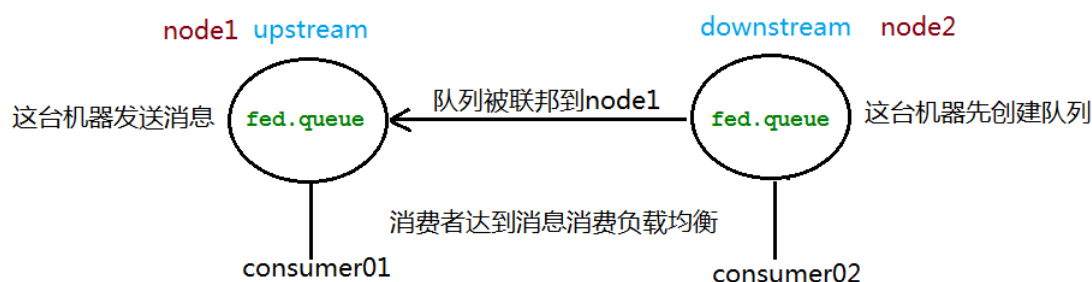 node1 upstream
downstream node2
这台机器发送消息
fed.queue
队列被联邦到node1
fed.queue
这台机器先创建队列
消费者达到消息消费负载均衡
consumer01
consumer02